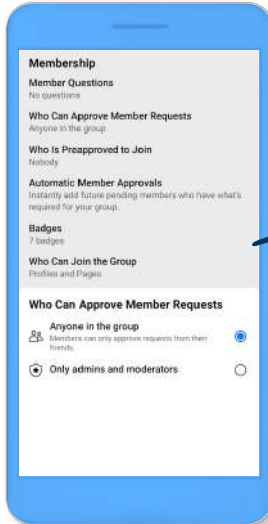 Membership
Member Questions
No questions
Who Can Approve Member Requests
Anyone in the group
Who Is Preapproved to Join
Nobody
Automatic Member Approvals
Instantly add future pending members who have what's
required for your group.
Badges
7 badges
Who Can Join the Group
Profiles and Pages
Who Can Approve Member Requests
Anyone in the group
Members can only approve requests from their
friends.
Only admins and moderators